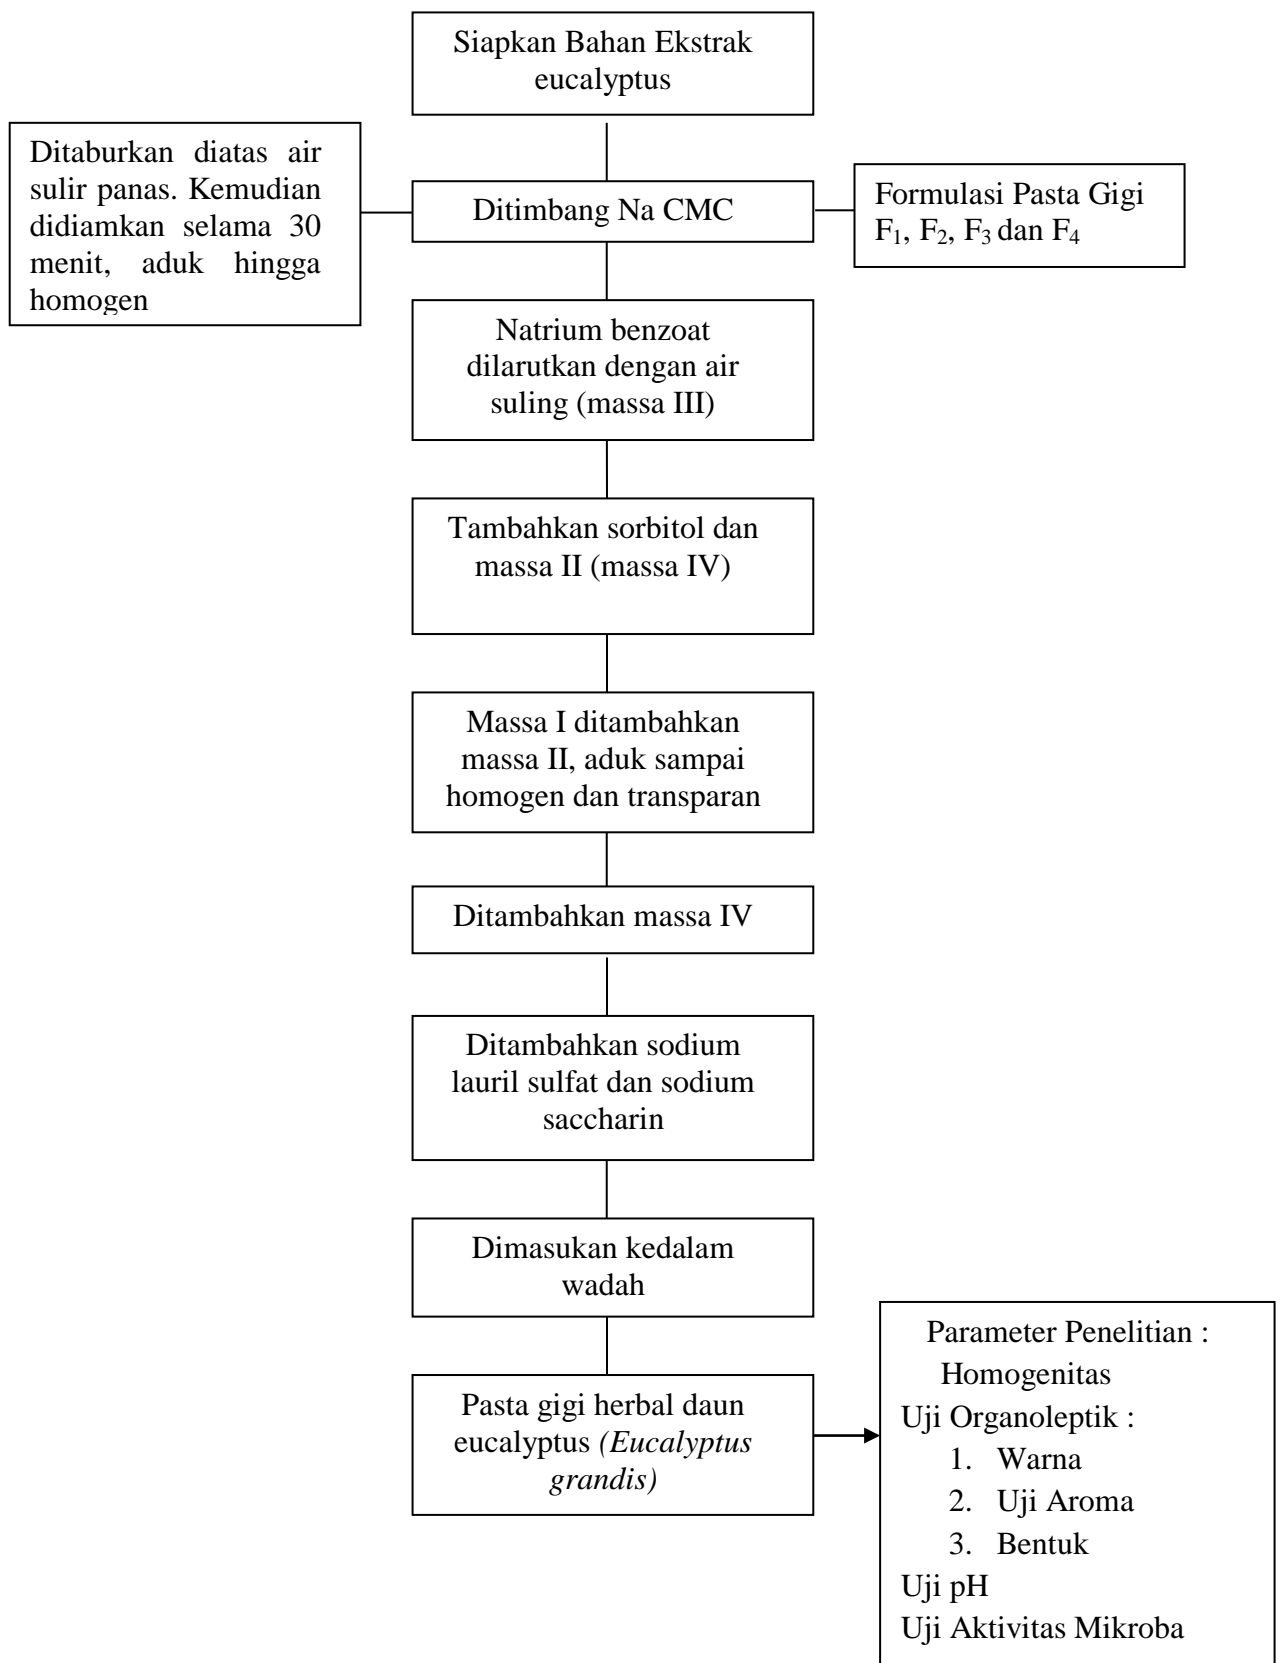 Siapkan Bahan Ekstrak
eucalyptus
Ditaburkan diatas air
sulir panas. Kemudian
didiamkan selama 30
menit, aduk hingga
homogen
Ditimbang Na CMC
Formulasi Pasta Gigi
F₁, F₂, F₃ dan F₄
Natrium benzoat
dilarutkan dengan air
suling (massa III)
Tambahkan sorbitol dan
massa II (massa IV)
Massa I ditambahkan
massa II, aduk sampai
homogen dan transparan
Ditambahkan massa IV
Ditambahkan sodium
lauril sulfat dan sodium
saccharin
Dimasukan kedalam
wadah
Pasta gigi herbal daun
eucalyptus (Eucalyptus
grandis)
Parameter Penelitian :
Homogenitas
Uji Organoleptik :
1. Warna
2. Uji Aroma
3. Bentuk
Uji pH
Uji Aktivitas Mikroba